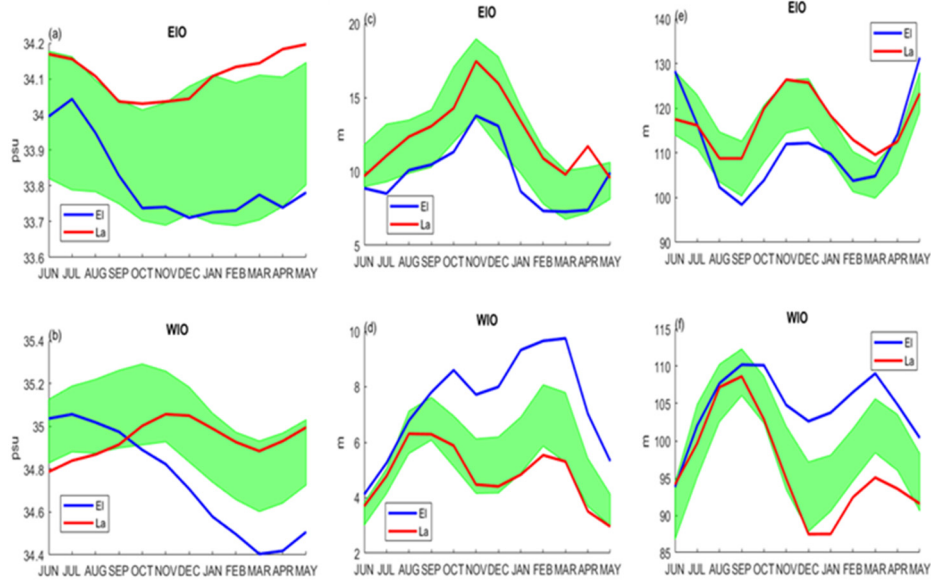 (a)
EIO
34.2
34.1
34
33.9
33.8
33.7
33.6
psu
El
La
JUN JUL AUG SEP OCT NOV DEC JAN FEB MAR APR MAY
(c)
EIO
20
15
10
5
m
El
La
JUN JUL AUG SEP OCT NOV DEC JAN FEB MAR APR MAY
(e)
EIO
140
130
120
110
100
90
m
El
La
JUN JUL AUG SEP OCT NOV DEC JAN FEB MAR APR MAY
(b)
WIO
35.4
35.2
35
34.8
34.6
34.4
psu
El
La
JUN JUL AUG SEP OCT NOV DEC JAN FEB MAR APR MAY
(d)
WIO
10
8
6
4
2
m
El
La
JUN JUL AUG SEP OCT NOV DEC JAN FEB MAR APR MAY
(f)
WIO
115
110
105
100
95
90
85
m
El
La
JUN JUL AUG SEP OCT NOV DEC JAN FEB MAR APR MAY